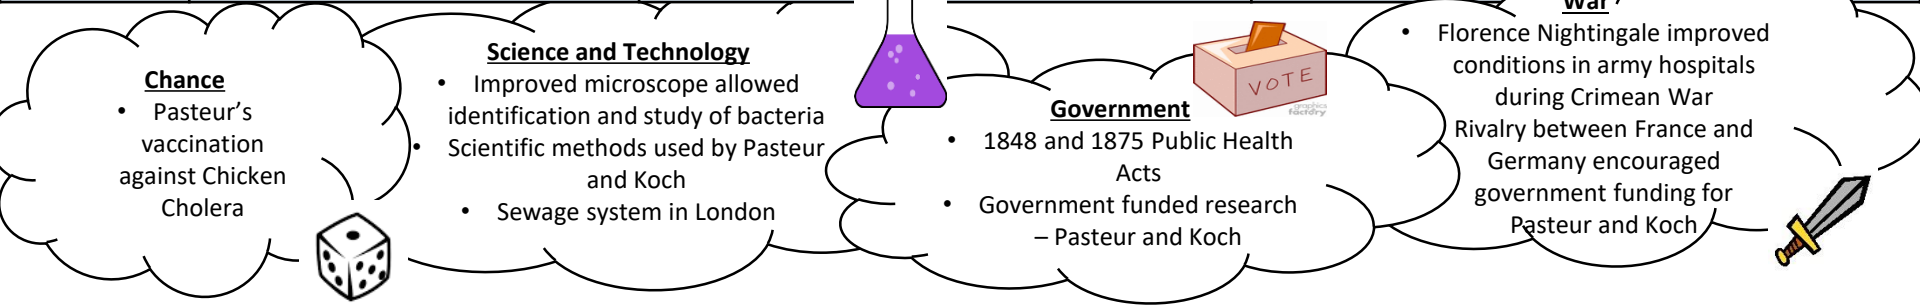 Chance
• Pasteur's
vaccination
against Chicken
Cholera
Science and Technology
• Improved microscope allowed
identification and study of bacteria
• Scientific methods used by Pasteur
and Koch
• Sewage system in London
Government
• 1848 and 1875 Public Health
Acts
• Government funded research
– Pasteur and Koch
VOTE
graphics
factory
War
• Florence Nightingale improved
conditions in army hospitals
during Crimean War
Rivalry between France and
Germany encouraged
government funding for
Pasteur and Koch